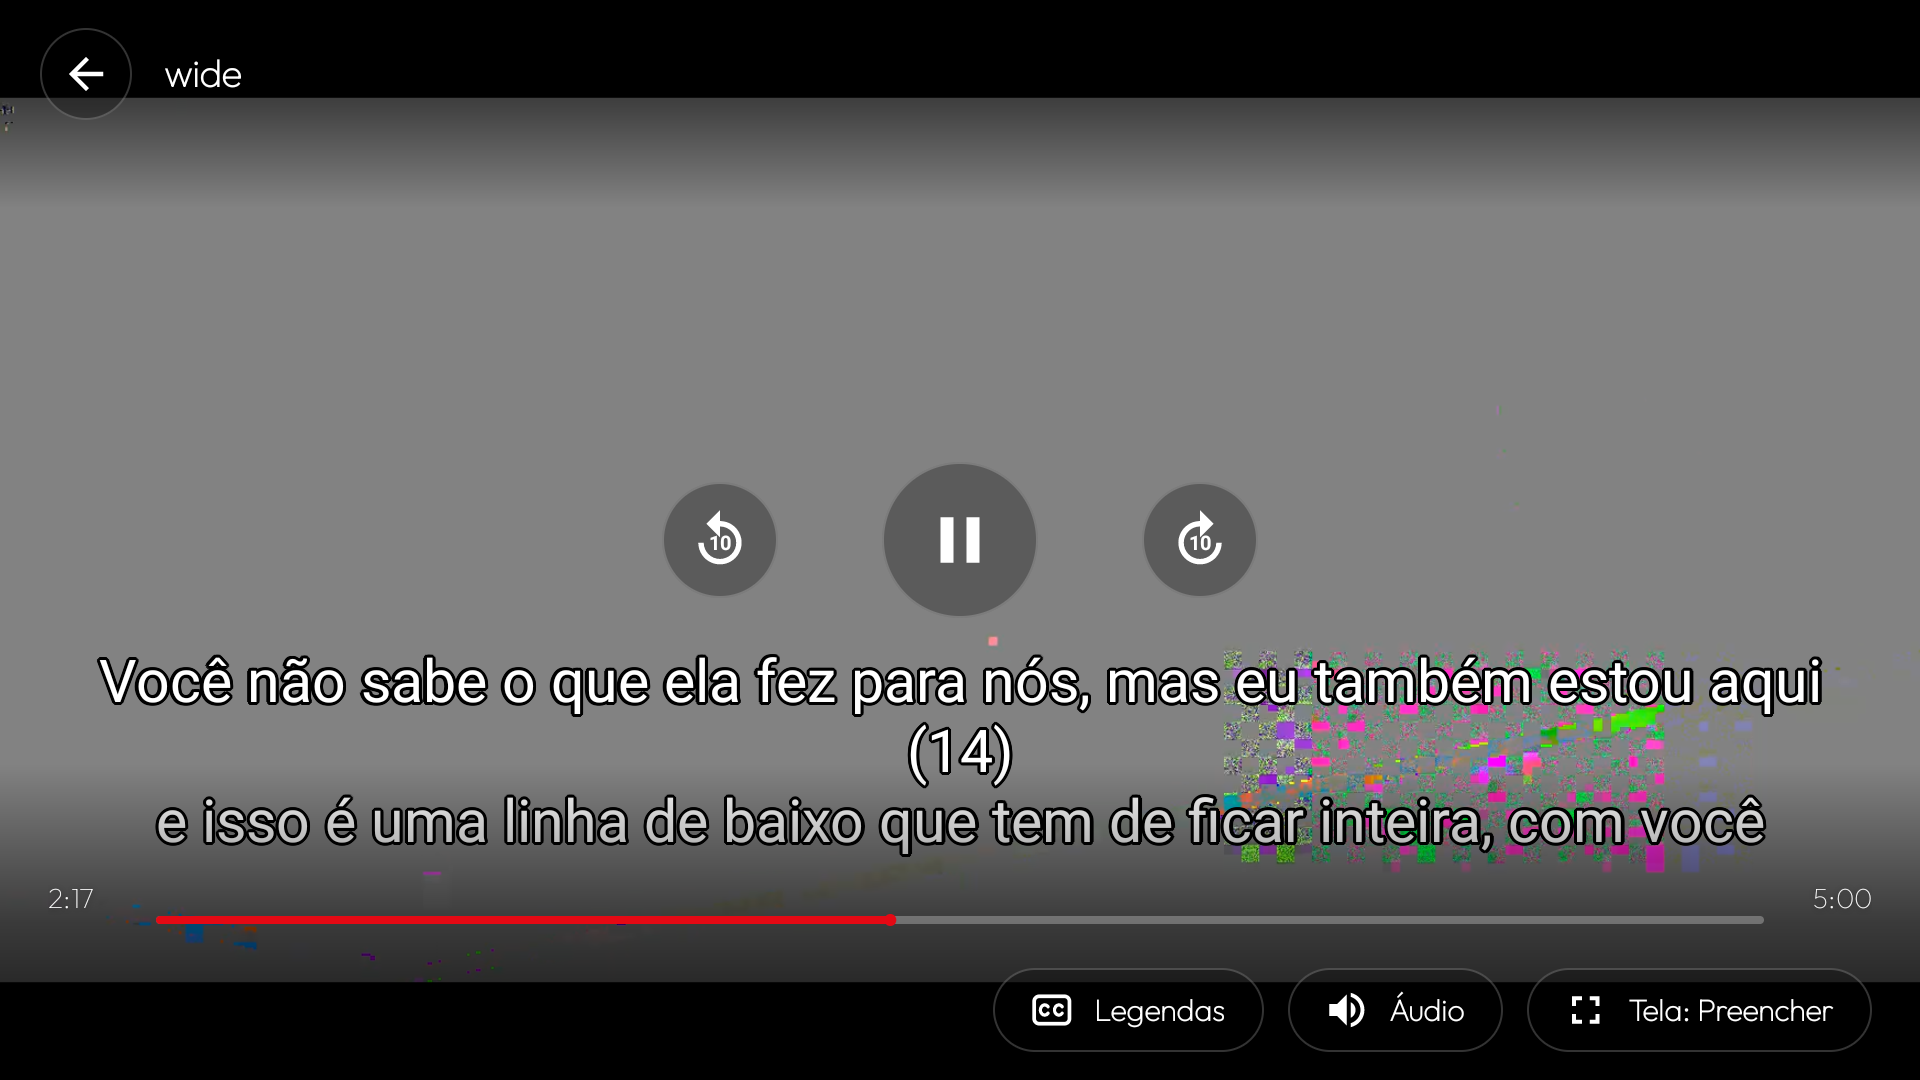 wide
10
10
Você não sabe o que ela fez para nós, mas eu também estou aqui
(14)
e isso é uma linha de baixo que tem de ficar inteira, com você
2:17
5:00
CC Legendas
Áudio
Tela: Preencher